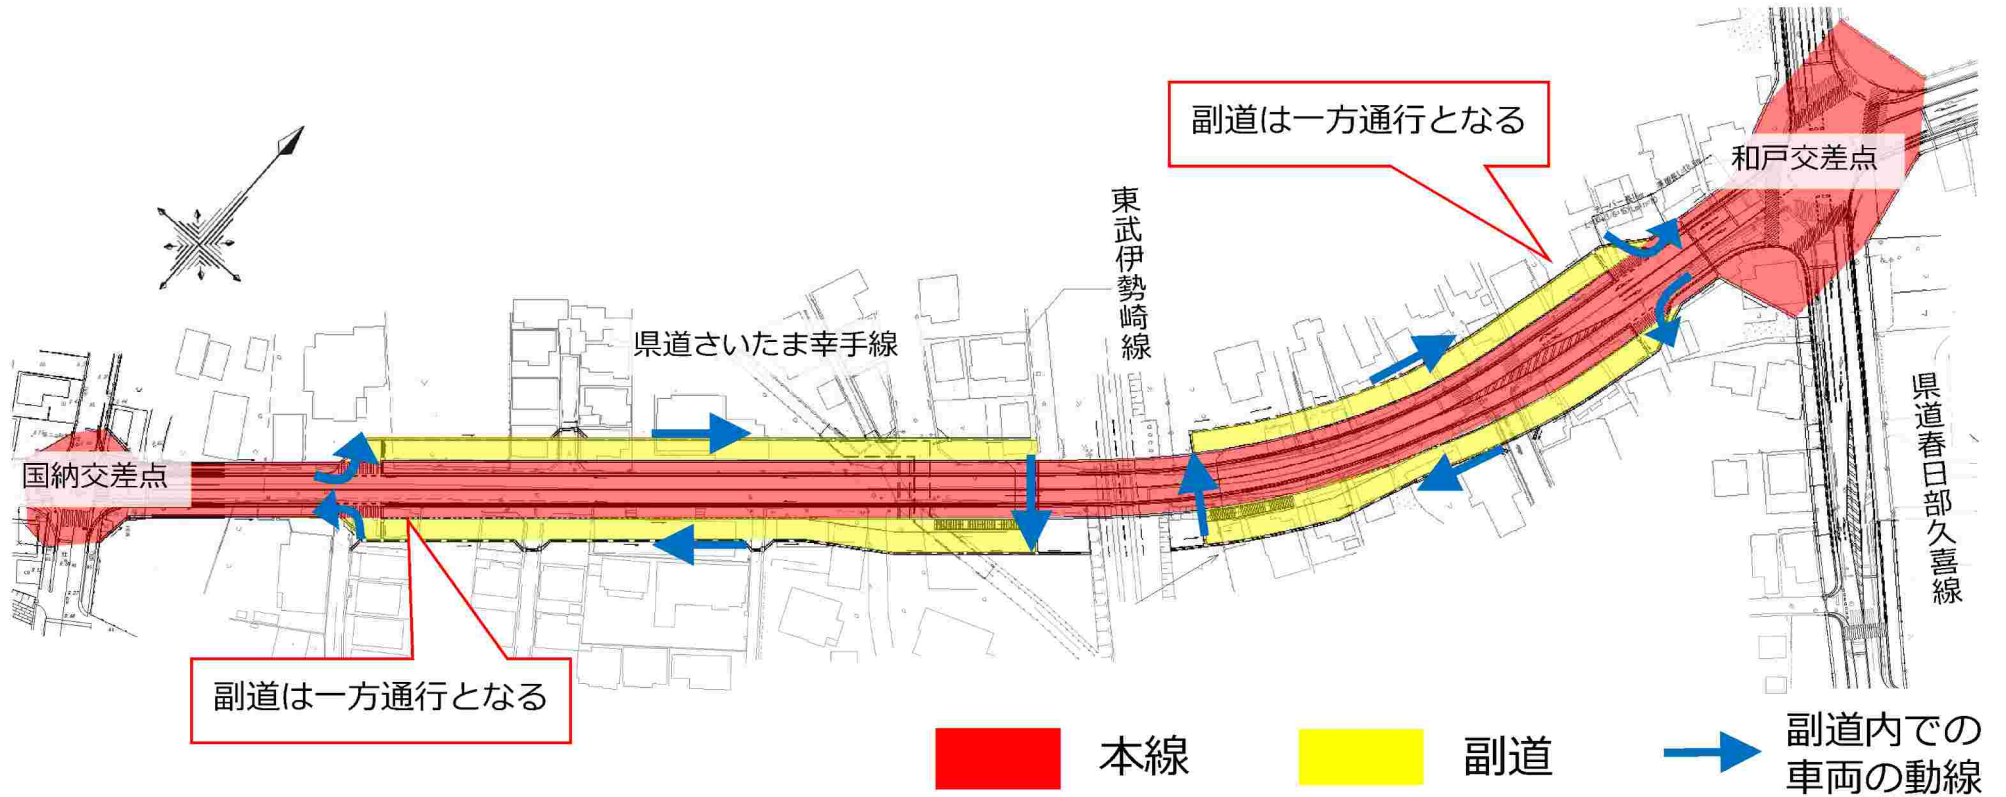 副道は一方通行となる
和戸交差点
東武伊勢崎線
県道さいたま幸手線
県道春日部久喜線
国納交差点
副道は一方通行となる
本線
副道
副道内での
車両の動線